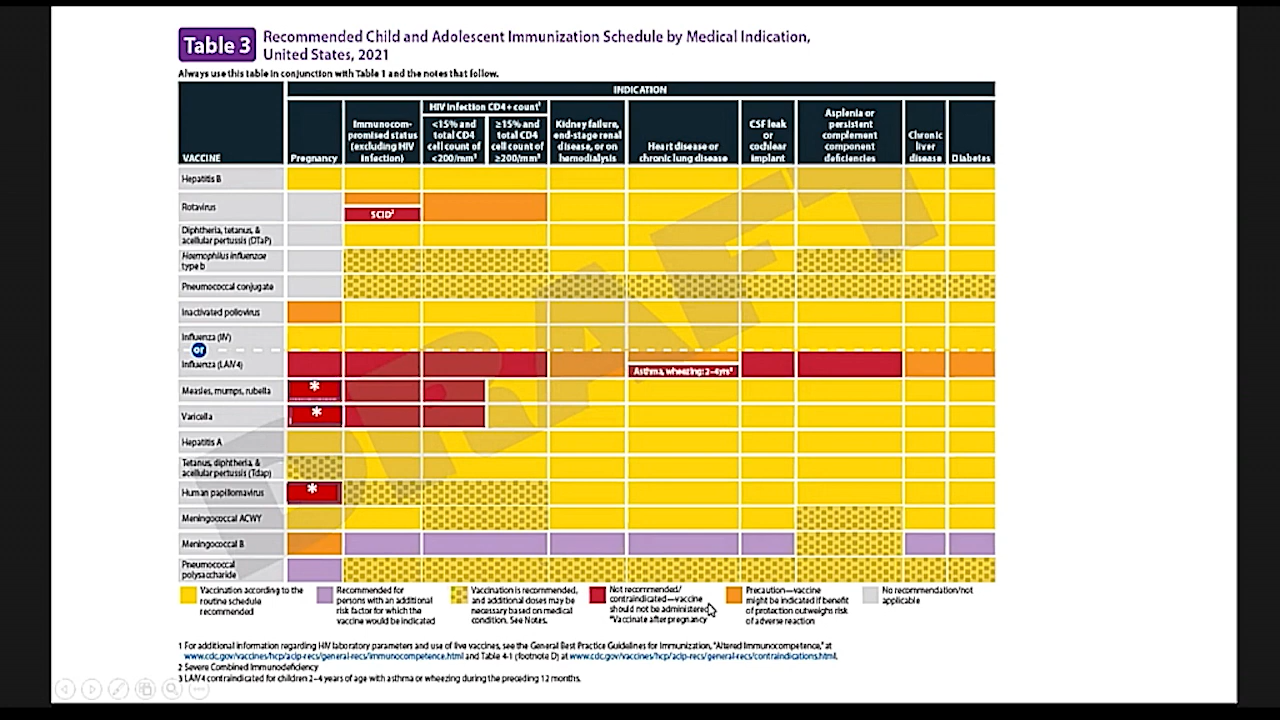 Table 3
Recommended Child and Adolescent Immunization Schedule by Medical Indication,
United States, 2021
Always use this table in conjunction with Table 1 and the notes that follow.
INDICATION
VACCINE
Pregnancy
Immunocom-
promised status
(excluding HIV
infection)
HIV infection CD4+ count¹
<15% and
total CD4
cell count of
<200/mm³
≥15% and
total CD4
cell count of
≥200/mm³
Kidney failure,
end-stage renal
disease, or on
hemodialysis
Heart disease or
chronic lung disease
CSF leak
or
cochlear
implant
Asplenia or
persistent
complement
component
deficiencies
Chronic
liver
disease
Diabetes
Hepatitis B
Rotavirus
SCID²
Diphtheria, tetanus, &
acellular pertussis (DTaP)
Haemophilus influenzae
type b
Pneumococcal conjugate
Inactivated poliovirus
Influenza (IIV)
or
Influenza (LAIV4)
Asthma, wheezing: 2–4yrs³
Measles, mumps, rubella
*
Varicella
*
Hepatitis A
Tetanus, diphtheria, &
acellular pertussis (Tdap)
Human papillomavirus
*
Meningococcal ACWY
Meningococcal B
Pneumococcal
polysaccharide
DRAFT
Vaccination according to the
routine schedule
recommended
Recommended for
persons with an additional
risk factor for which the
vaccine would be indicated
Vaccination is recommended,
and additional doses may be
necessary based on medical
condition. See Notes.
Not recommended/
contraindicated—vaccine
should not be administered
*Vaccinate after pregnancy
Precaution—vaccine
might be indicated if benefit
of protection outweighs risk
of adverse reaction
No recommendation/not
applicable
1 For additional information regarding HIV laboratory parameters and use of live vaccines, see the General Best Practice Guidelines for Immunization, "Altered Immunocompetence," at
www.cdc.gov/vaccines/hcp/acip-recs/general-recs/immunocompetence.html and Table 4-1 (footnote D) at www.cdc.gov/vaccines/hcp/acip-recs/general-recs/contraindications.html.
2 Severe Combined Immunodeficiency
3 LAIV4 contraindicated for children 2–4 years of age with asthma or wheezing during the preceding 12 months.